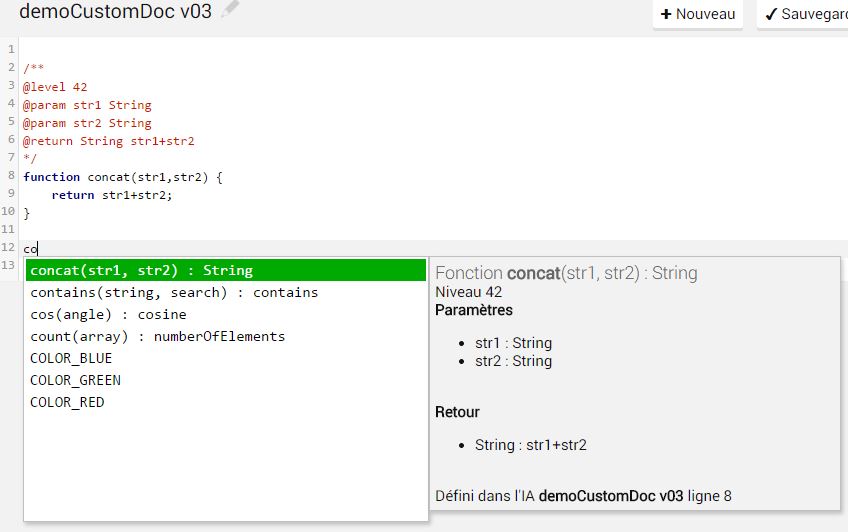 demoCustomDoc v03
+ Nouveau
✓ Sauvegard
1
2 /**
3 @level 42
4 @param str1 String
5 @param str2 String
6 @return String str1+str2
7 */
8 function concat(str1,str2) {
9 return str1+str2;
10 }
11
12 co
13
concat(str1, str2) : String
contains(string, search) : contains
cos(angle) : cosine
count(array) : numberOfElements
COLOR_BLUE
COLOR_GREEN
COLOR_RED
Fonction concat(str1, str2) : String
Niveau 42
Paramètres
• str1 : String
• str2 : String
Retour
• String : str1+str2
Défini dans l'IA demoCustomDoc v03 ligne 8